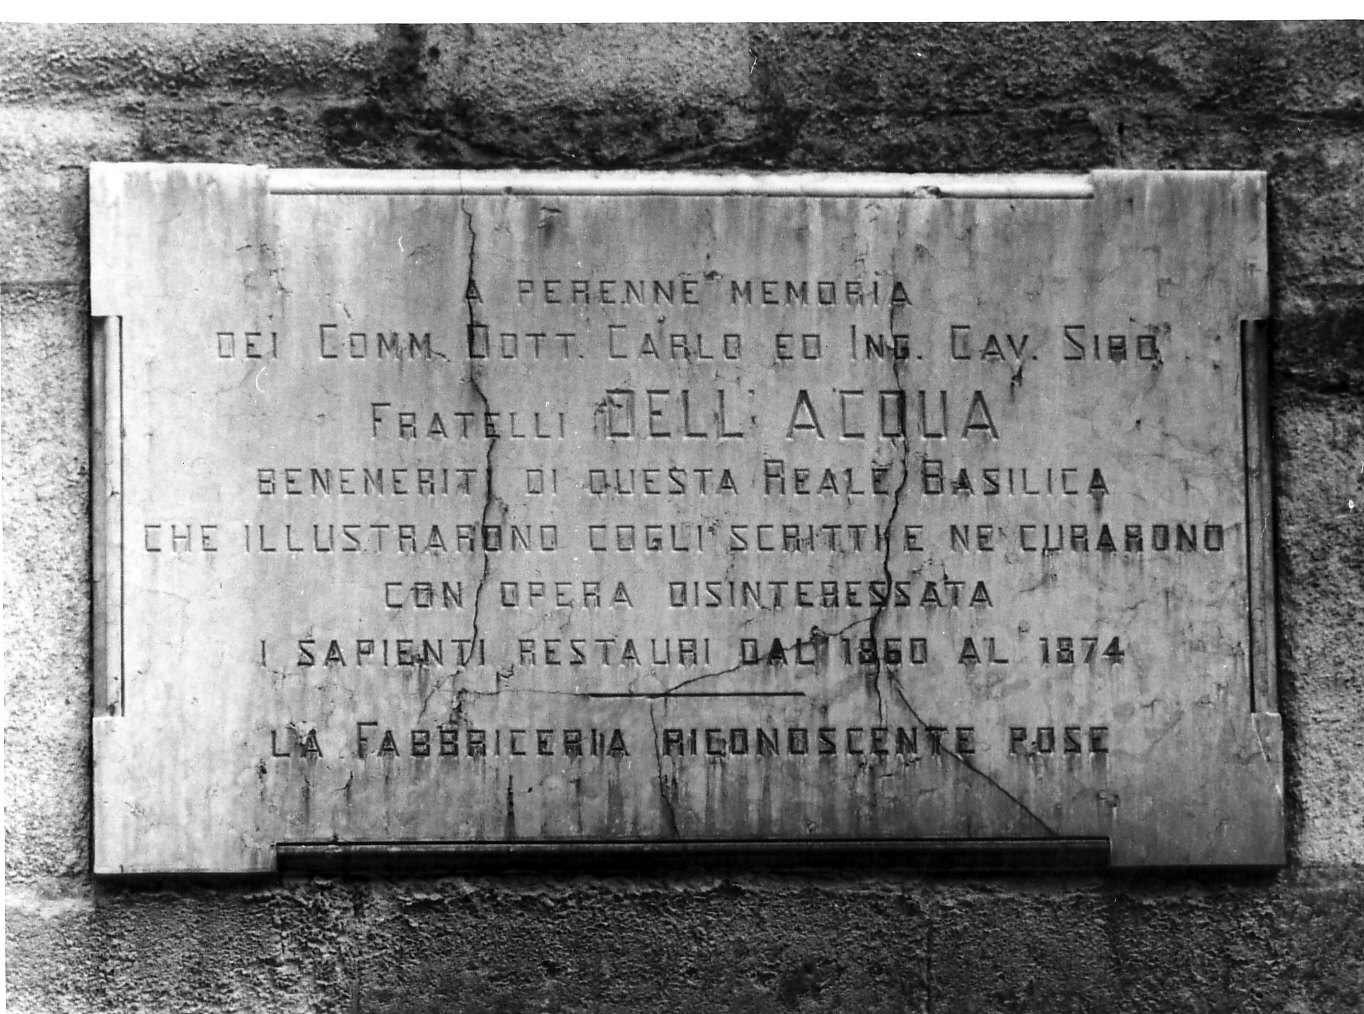 A PERENNE MEMORIA
DEI COMM. DOTT. CARLO ED ING. CAV. SIRO
FRATELLI DELL'ACQUA
BENEMERITI DI QUESTA REALE BASILICA
CHE ILLUSTRARONO COGLI SCRITTI E NE CURARONO
CON OPERA DISINTERESSATA
I SAPIENTI RESTAURI DAL 1860 AL 1874
LA FABBRICERIA RICONOSCENTE POSE